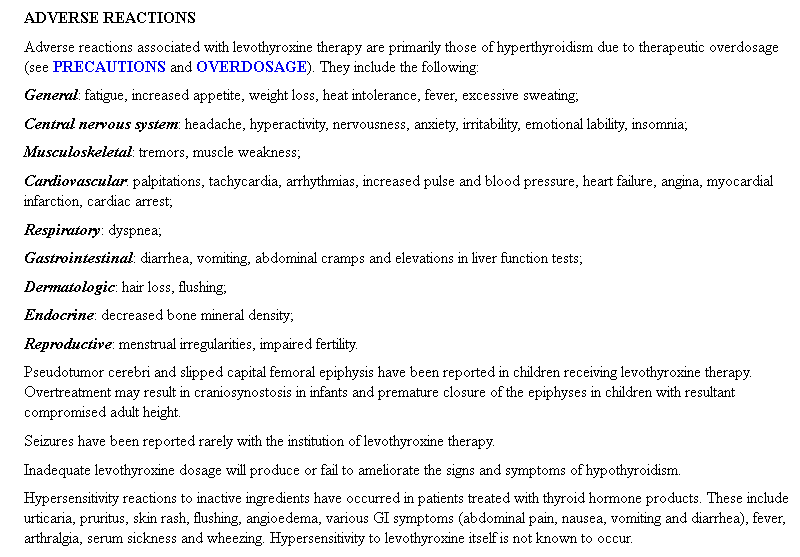 ADVERSE REACTIONS
Adverse reactions associated with levothyroxine therapy are primarily those of hyperthyroidism due to therapeutic overdosage
(see PRECAUTIONS and OVERDOSAGE). They include the following:
General: fatigue, increased appetite, weight loss, heat intolerance, fever, excessive sweating;
Central nervous system: headache, hyperactivity, nervousness, anxiety, irritability, emotional lability, insomnia;
Musculoskeletal: tremors, muscle weakness;
Cardiovascular: palpitations, tachycardia, arrhythmias, increased pulse and blood pressure, heart failure, angina, myocardial
infarction, cardiac arrest;
Respiratory: dyspnea;
Gastrointestinal: diarrhea, vomiting, abdominal cramps and elevations in liver function tests;
Dermatologic: hair loss, flushing;
Endocrine: decreased bone mineral density;
Reproductive: menstrual irregularities, impaired fertility.
Pseudotumor cerebri and slipped capital femoral epiphysis have been reported in children receiving levothyroxine therapy.
Overtreatment may result in craniosynostosis in infants and premature closure of the epiphyses in children with resultant
compromised adult height.
Seizures have been reported rarely with the institution of levothyroxine therapy.
Inadequate levothyroxine dosage will produce or fail to ameliorate the signs and symptoms of hypothyroidism.
Hypersensitivity reactions to inactive ingredients have occurred in patients treated with thyroid hormone products. These include
urticaria, pruritus, skin rash, flushing, angioedema, various GI symptoms (abdominal pain, nausea, vomiting and diarrhea), fever,
arthralgia, serum sickness and wheezing. Hypersensitivity to levothyroxine itself is not known to occur.